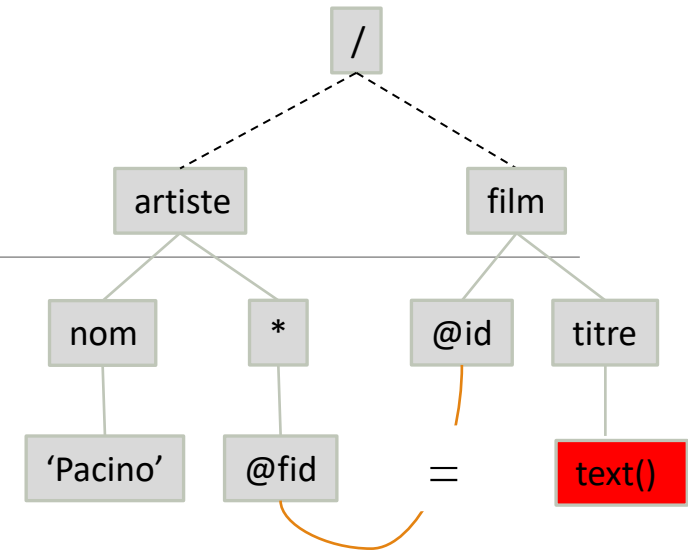 /
artiste film
nom * @id titre
‘Pacino’ @fid = text()